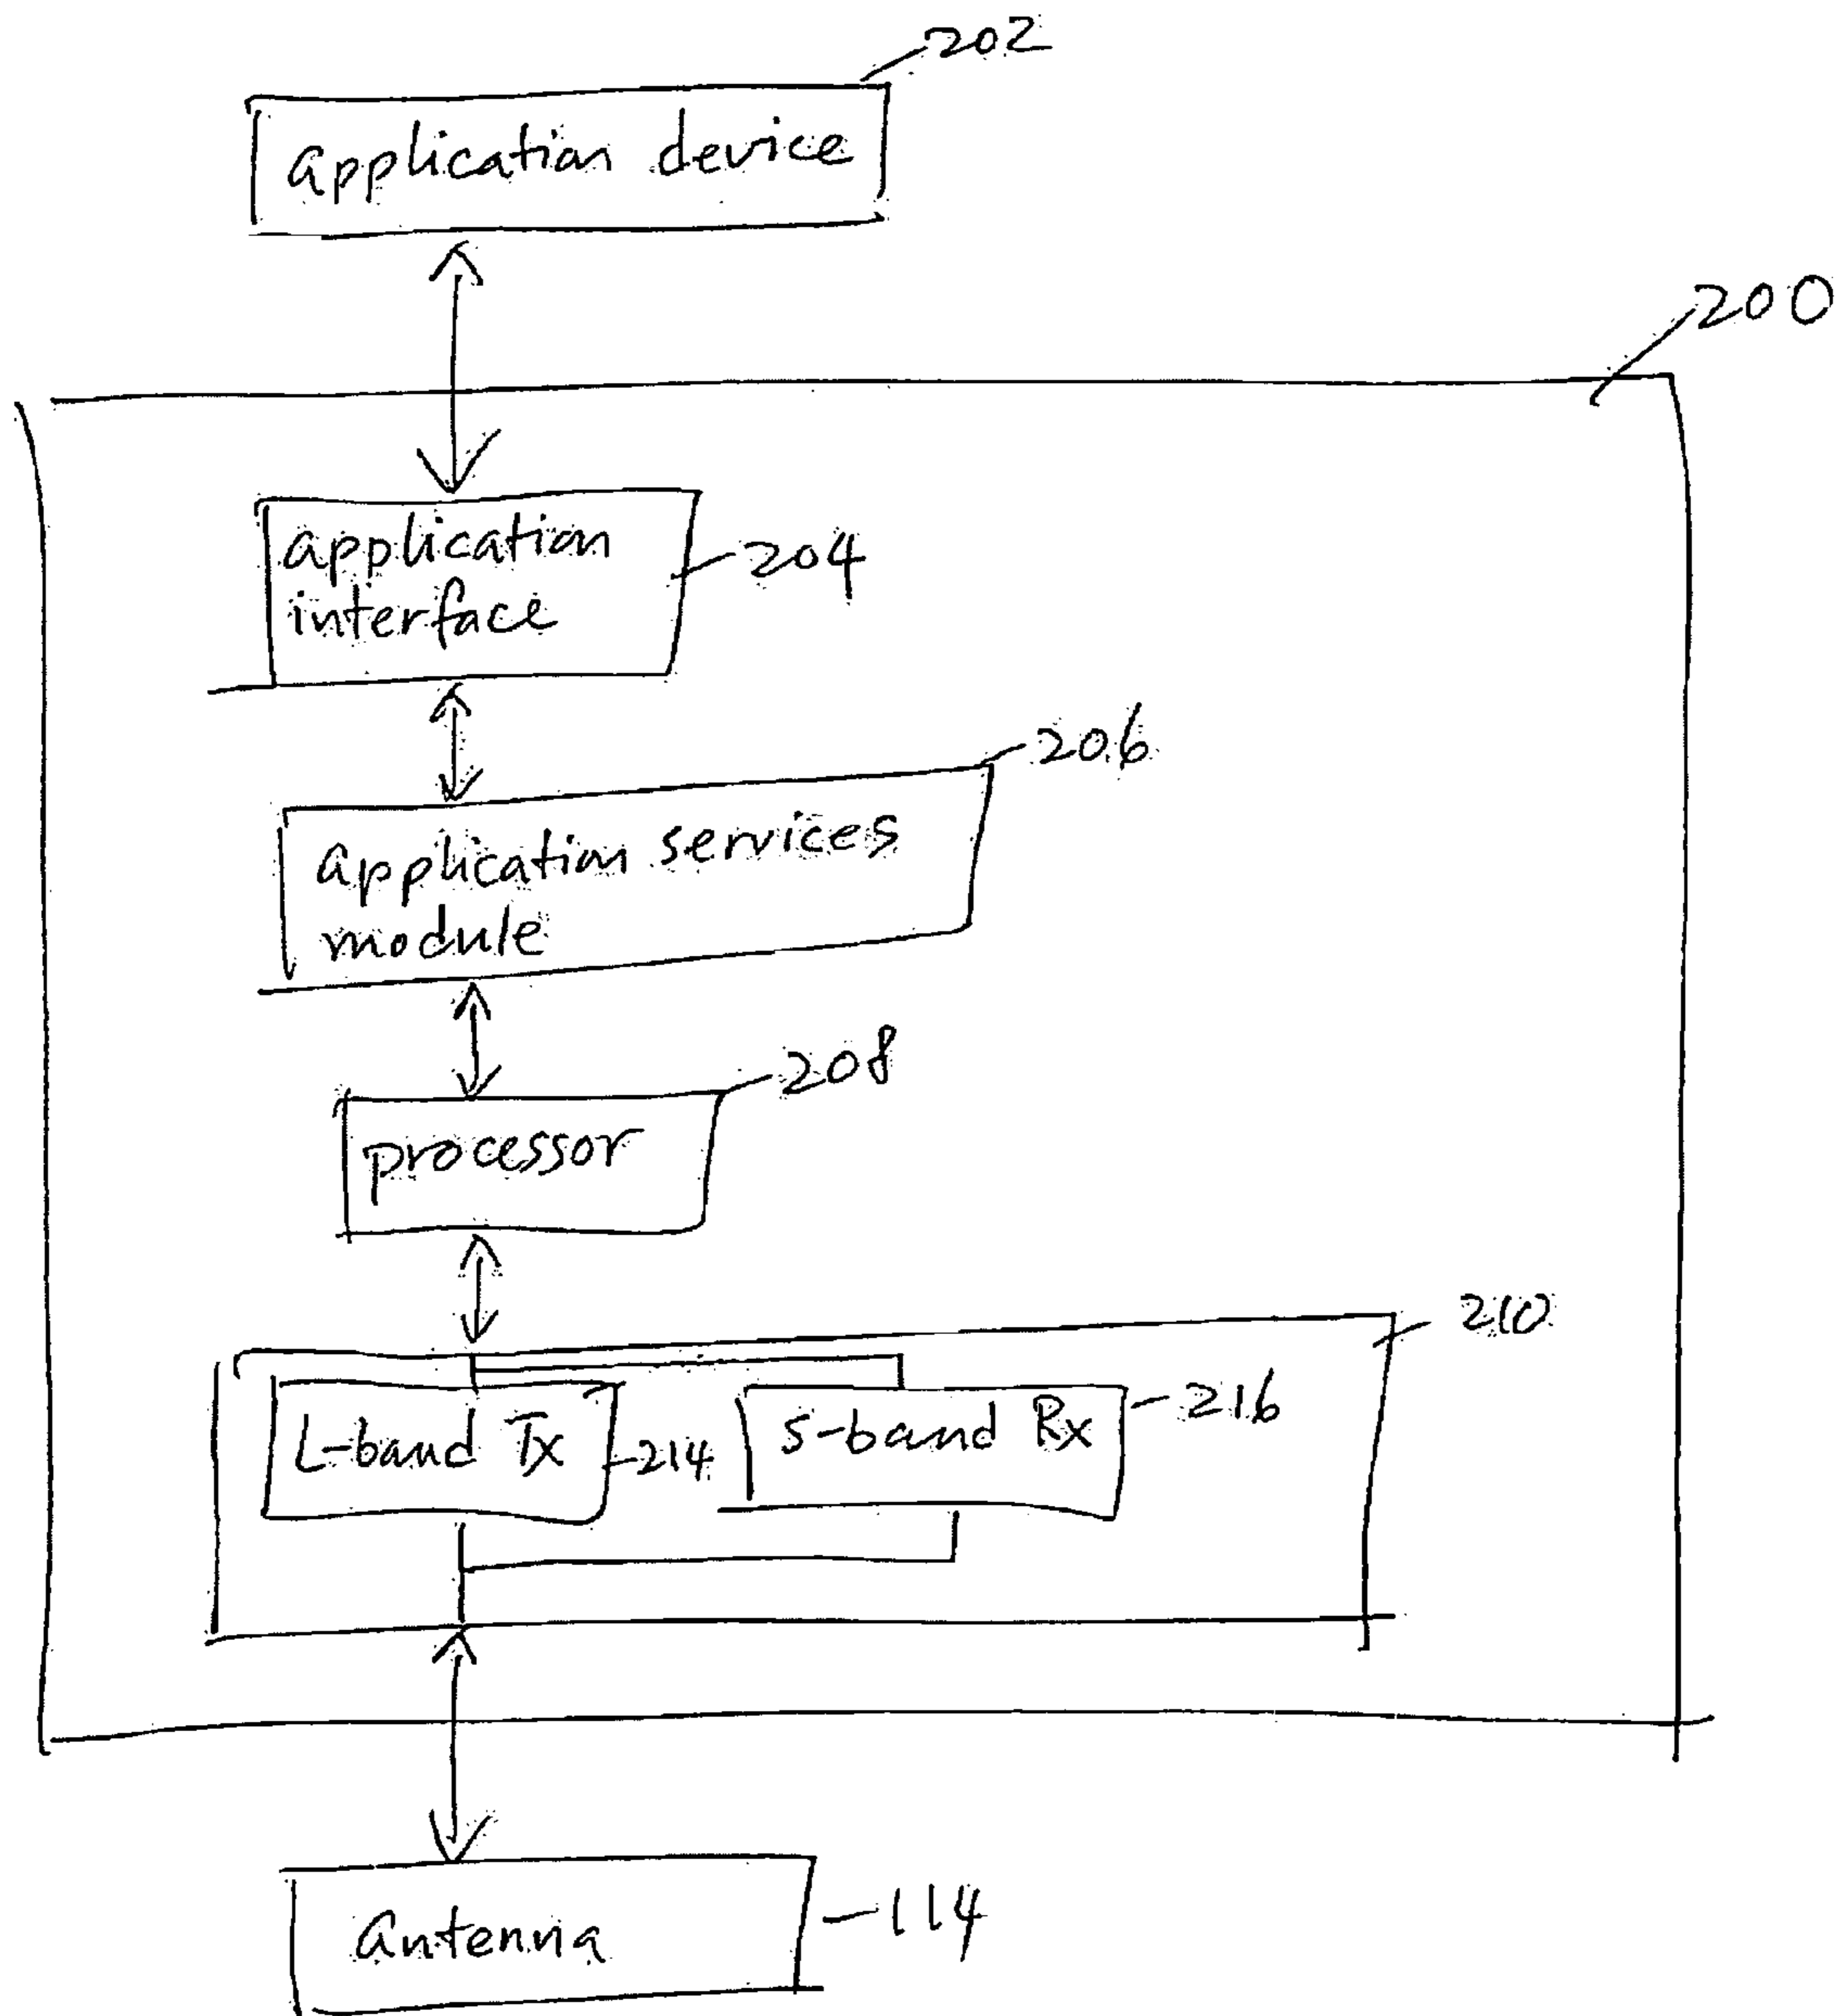 202
application device
200
application
interface
204
206
application services
module
208
processor
210
L-band Tx
214
S-band Rx
216
antenna
114